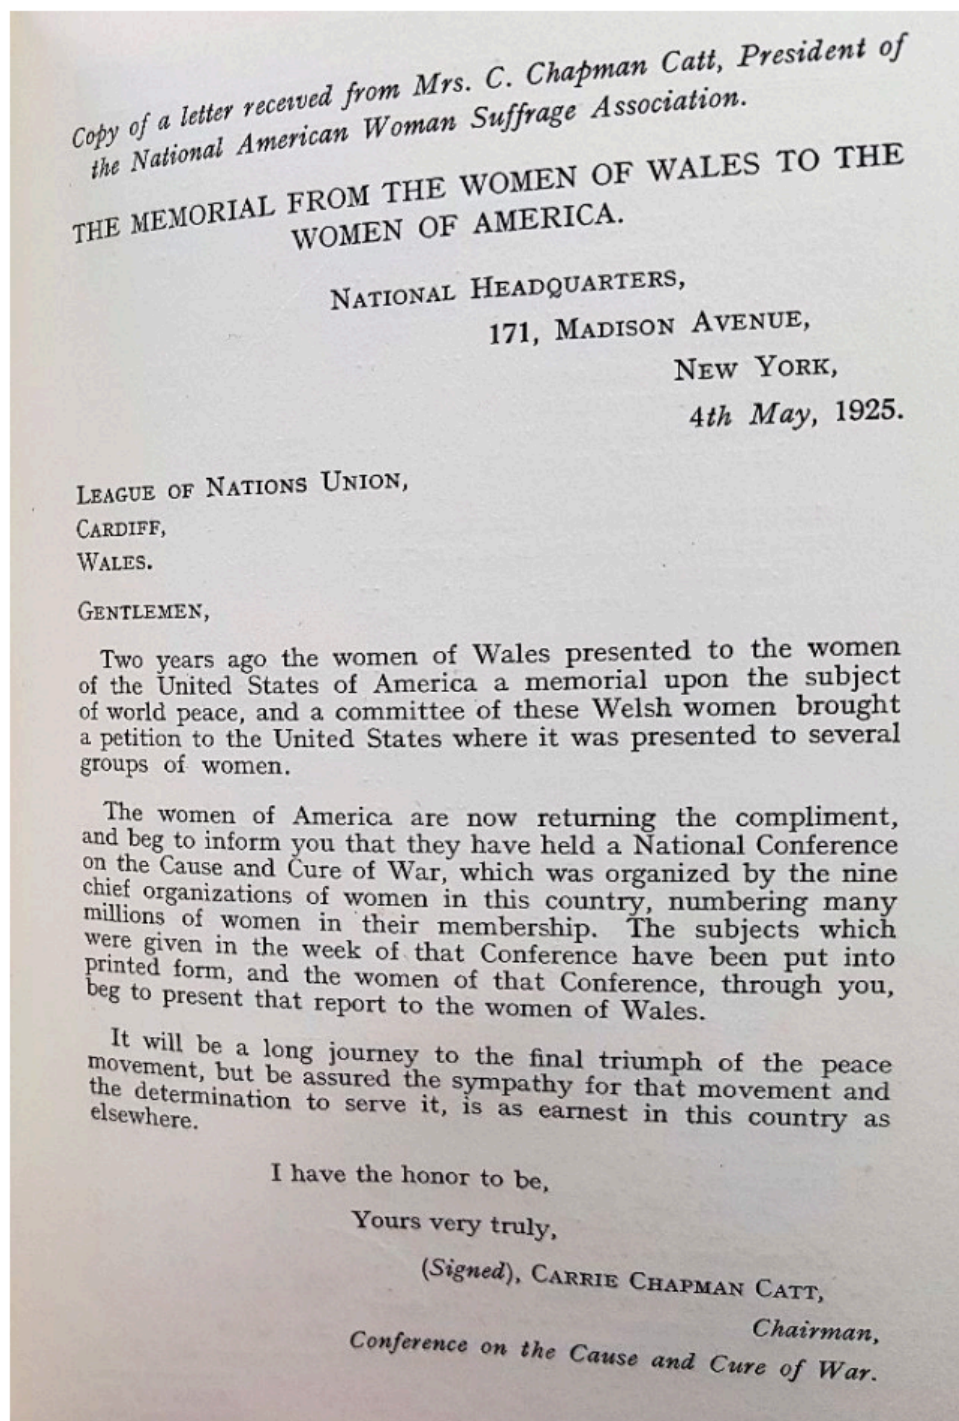 Copy of a letter received from Mrs. C. Chapman Catt, President of
the National American Woman Suffrage Association.
THE MEMORIAL FROM THE WOMEN OF WALES TO THE
WOMEN OF AMERICA.
NATIONAL HEADQUARTERS,
171, MADISON AVENUE,
NEW YORK,
4th May, 1925.
LEAGUE OF NATIONS UNION,
CARDIFF,
WALES.
GENTLEMEN,
Two years ago the women of Wales presented to the women
of the United States of America a memorial upon the subject
of world peace, and a committee of these Welsh women brought
a petition to the United States where it was presented to several
groups of women.
The women of America are now returning the compliment,
and beg to inform you that they have held a National Conference
on the Cause and Cure of War, which was organized by the nine
chief organizations of women in this country, numbering many
millions of women in their membership. The subjects which
were given in the week of that Conference have been put into
printed form, and the women of that Conference, through you,
beg to present that report to the women of Wales.
It will be a long journey to the final triumph of the peace
movement, but be assured the sympathy for that movement and
the determination to serve it, is as earnest in this country as
elsewhere.
I have the honor to be,
Yours very truly,
(Signed), CARRIE CHAPMAN CATT,
Chairman,
Conference on the Cause and Cure of War.